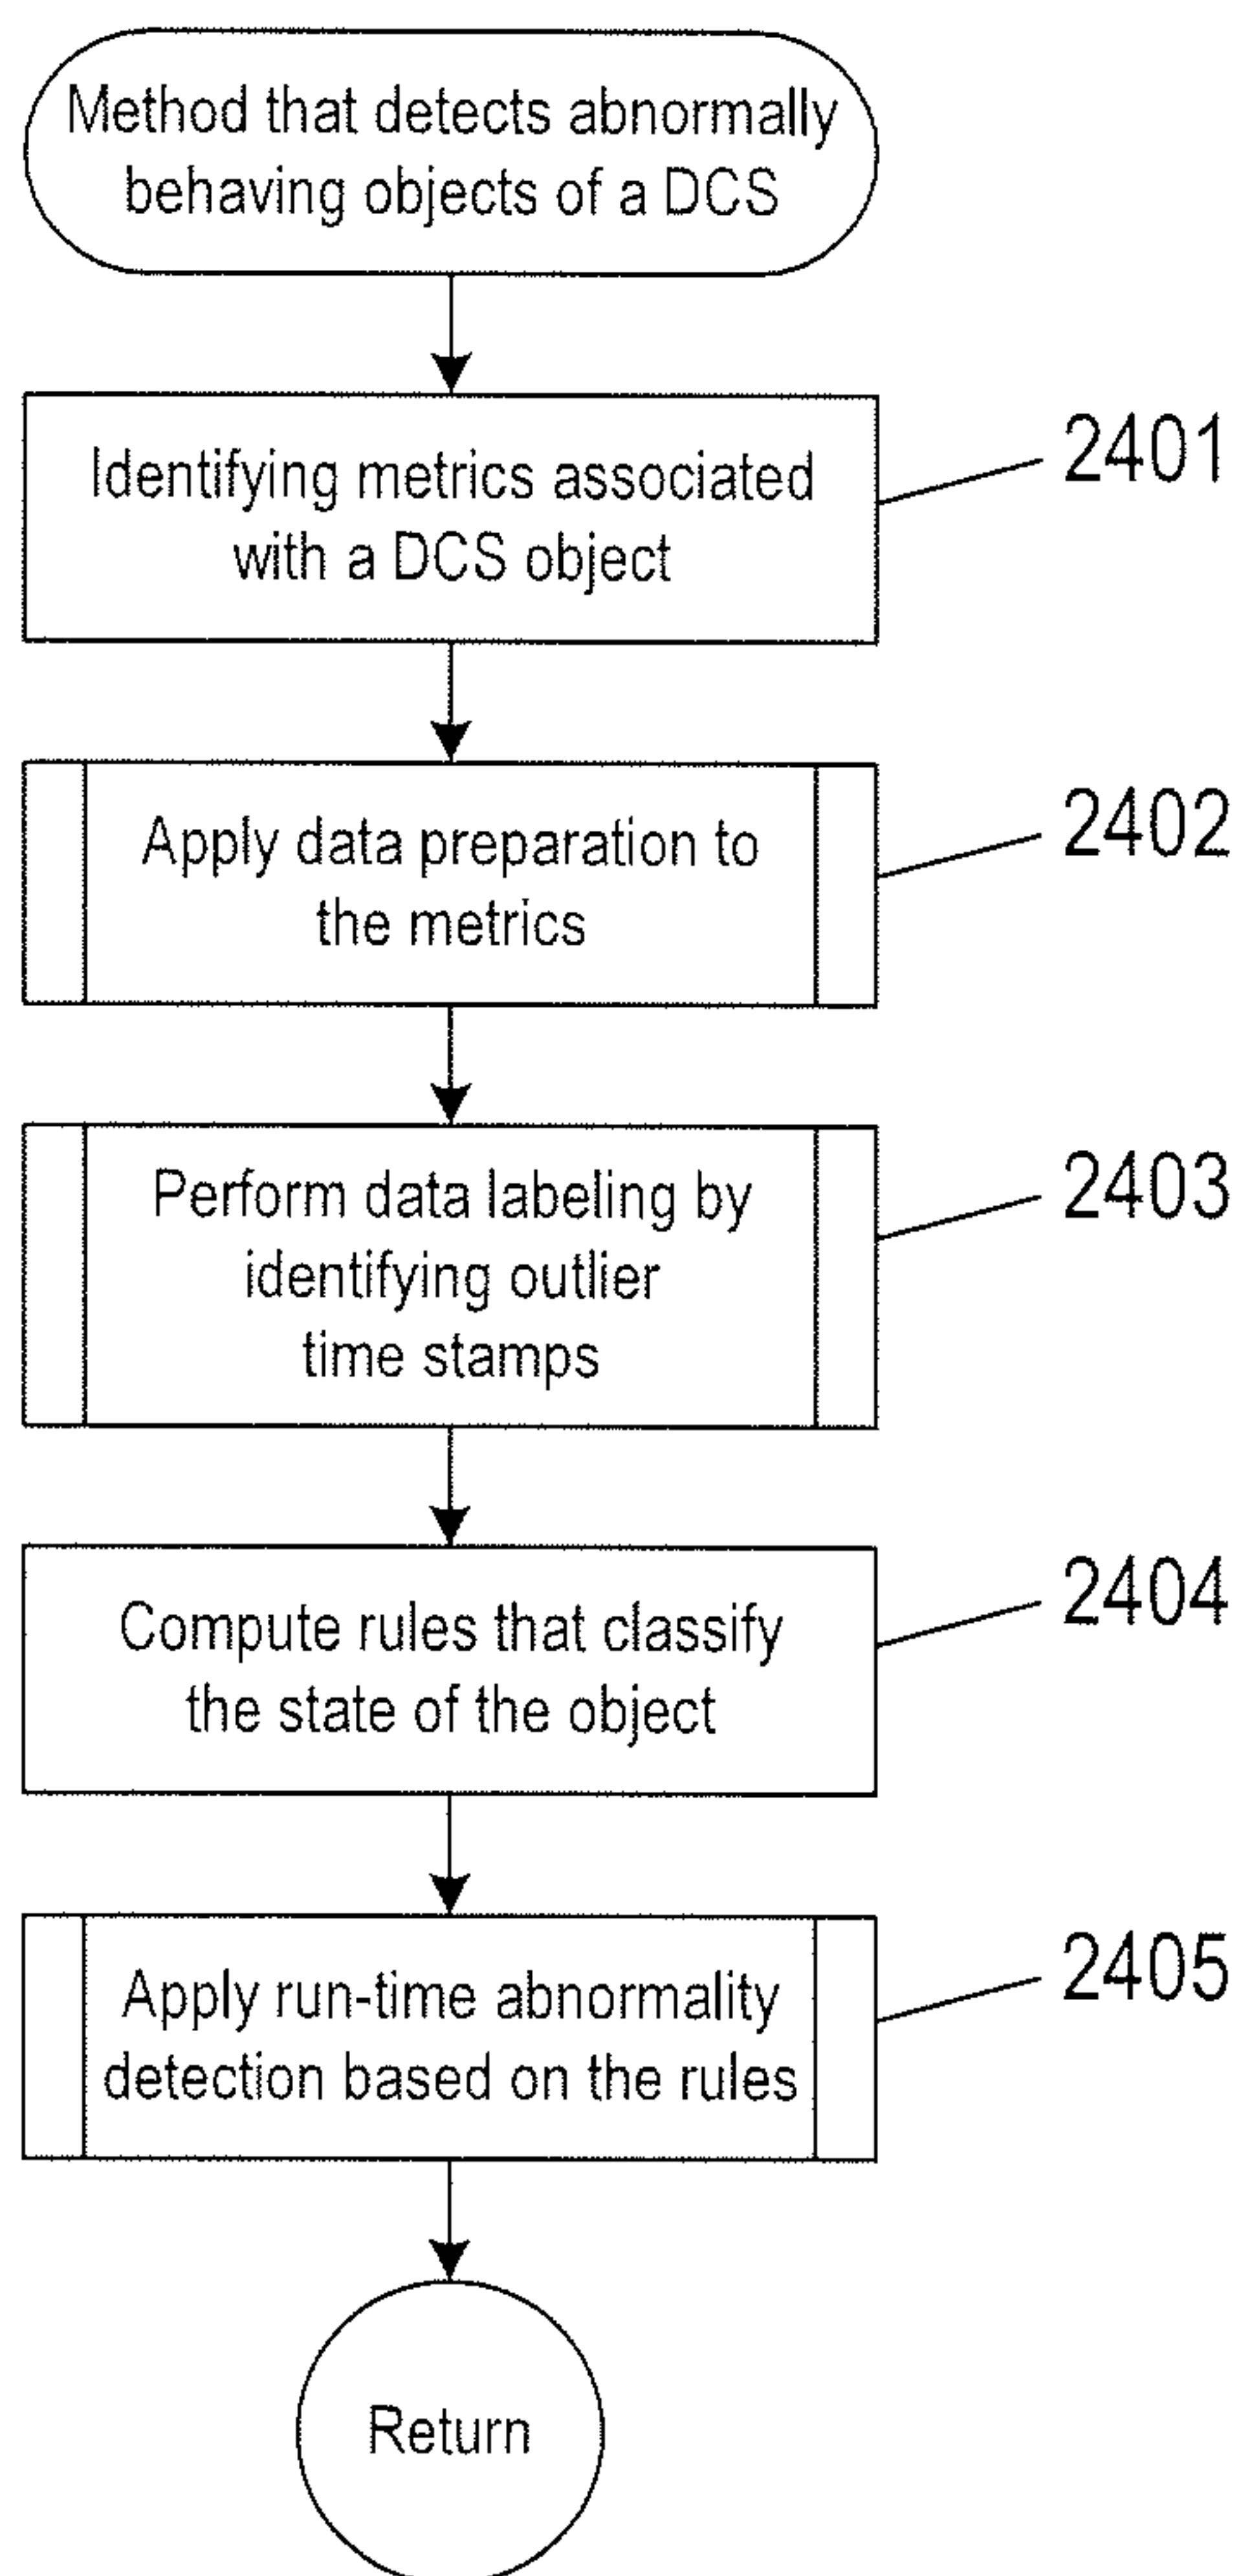 Method that detects abnormally
behaving objects of a DCS
Identifying metrics associated
with a DCS object
2401
Apply data preparation to
the metrics
2402
Perform data labeling by
identifying outlier
time stamps
2403
Compute rules that classify
the state of the object
2404
Apply run-time abnormality
detection based on the rules
2405
Return